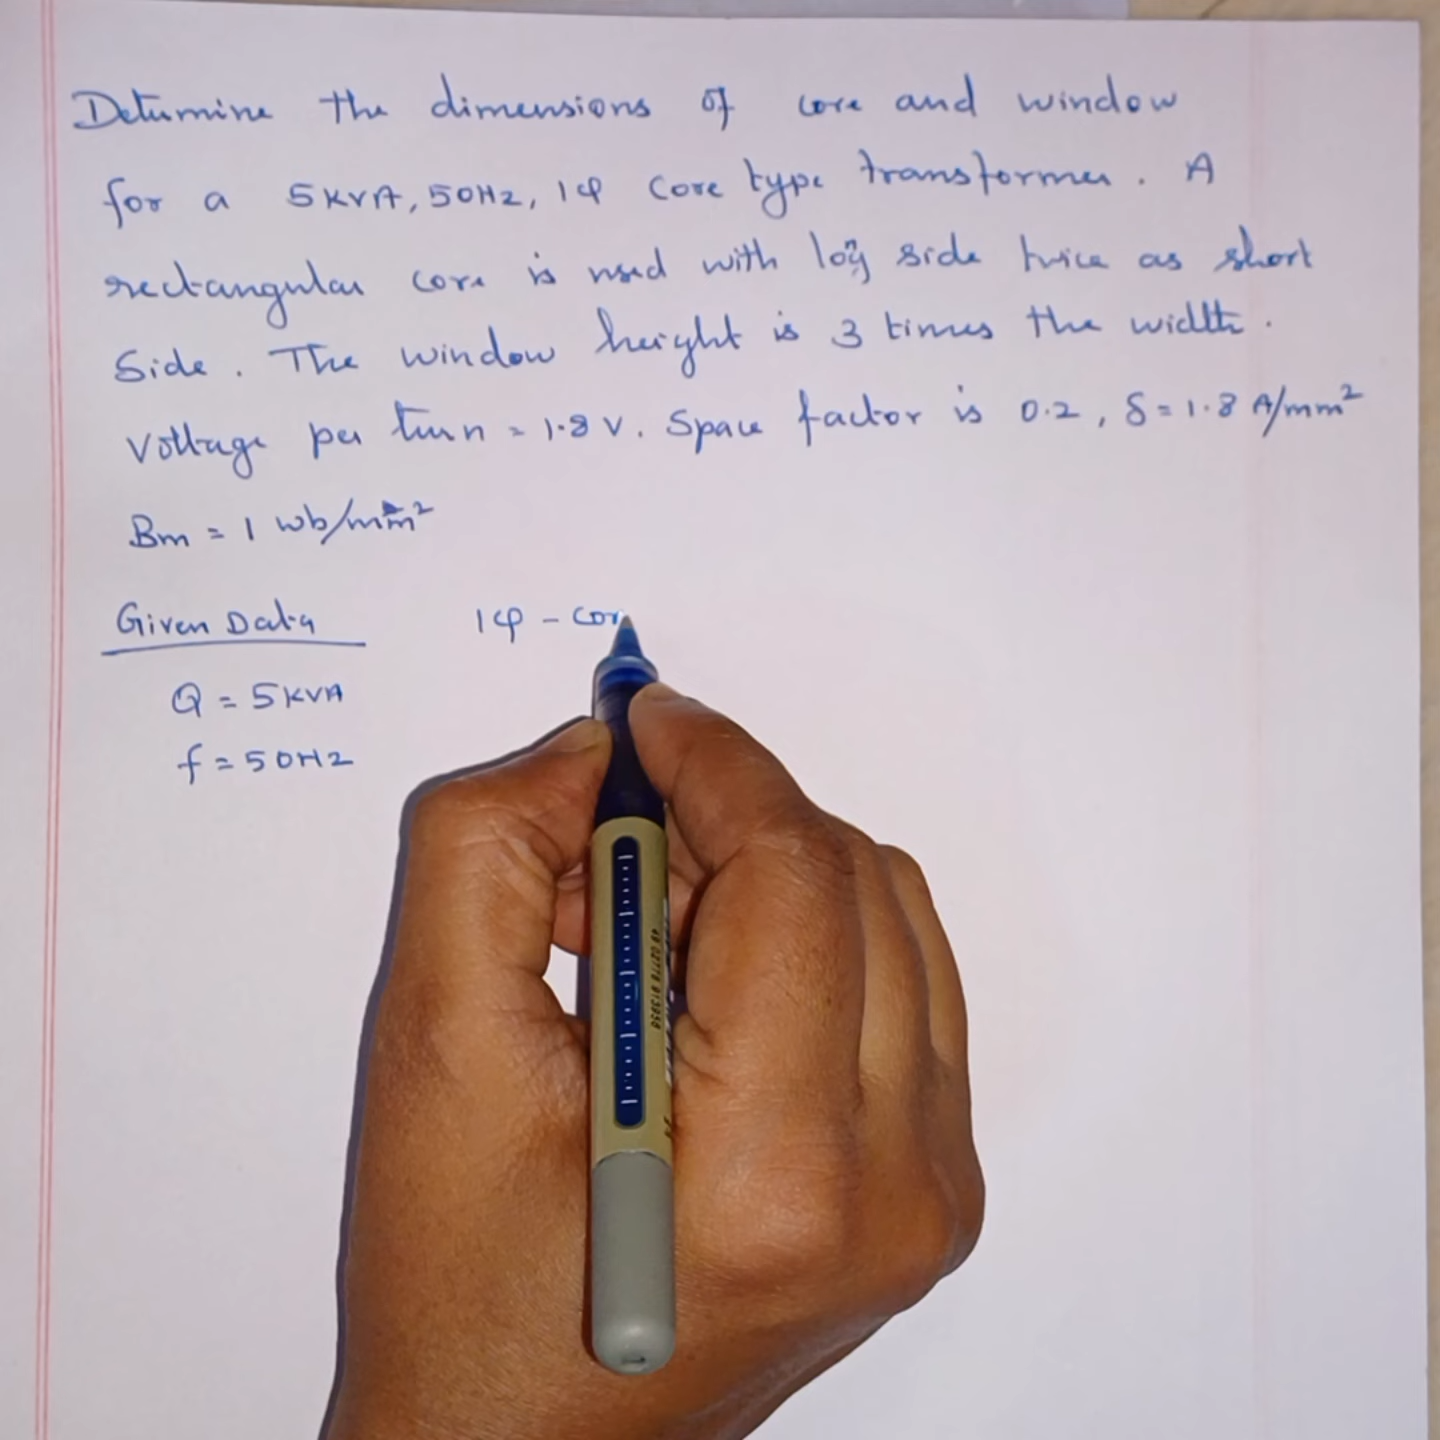 Determine the dimensions of core and window
for a 5KVA, 50Hz, 1φ Core type transformer. A
rectangular core is used with long side twice as short
Side. The window height is 3 times the width.
Voltage per turn = 1.8 V. Space factor is 0.2, δ = 1.8 A/mm²
Bm = 1 wb/m²
Given Data
1φ - cor
Q = 5KVA
f = 50Hz